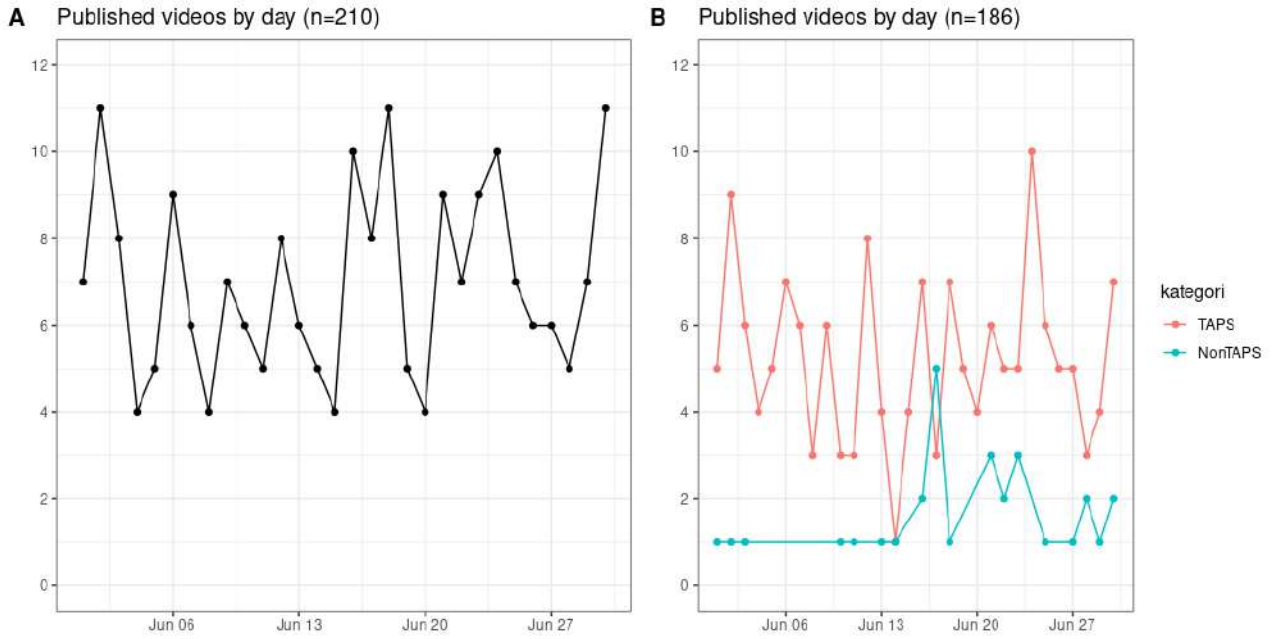 A Published videos by day (n=210)
12
10
8
6
4
2
0
Jun 06 Jun 13 Jun 20 Jun 27
B Published videos by day (n=186)
12
10
8
6
4
2
0
Jun 06 Jun 13 Jun 20 Jun 27
kategori
TAPS
NonTAPS